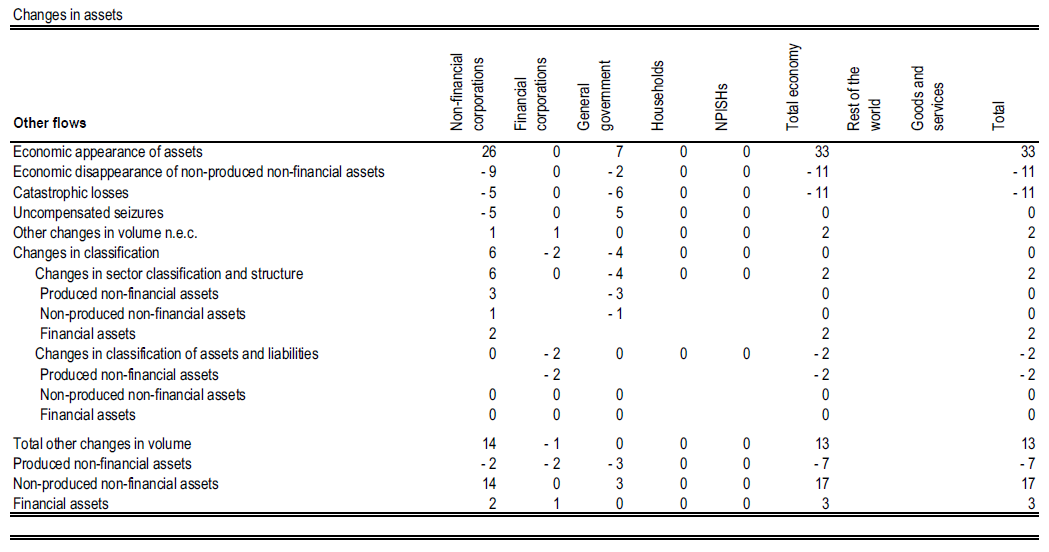 Changes in assets
Other flows Non-financial corporations Financial corporations General government Households NPISHs Total economy Rest of the world Goods and services Total
Economic appearance of assets 26 0 7 0 0 33 33
Economic disappearance of non-produced non-financial assets - 9 0 - 2 0 0 - 11 - 11
Catastrophic losses - 5 0 - 6 0 0 - 11 - 11
Uncompensated seizures - 5 0 5 0 0 0 0
Other changes in volume n.e.c. 1 1 0 0 0 2 2
Changes in classification 6 - 2 - 4 0 0 0 0
Changes in sector classification and structure 6 0 - 4 0 0 2 2
Produced non-financial assets 3 - 3 0 0
Non-produced non-financial assets 1 - 1 0 0
Financial assets 2 2 2
Changes in classification of assets and liabilities 0 - 2 0 0 0 - 2 - 2
Produced non-financial assets - 2 - 2 - 2
Non-produced non-financial assets 0 0 0 0 0
Financial assets 0 0 0 0 0
Total other changes in volume 14 - 1 0 0 0 13 13
Produced non-financial assets - 2 - 2 - 3 0 0 - 7 - 7
Non-produced non-financial assets 14 0 3 0 0 17 17
Financial assets 2 1 0 0 0 3 3